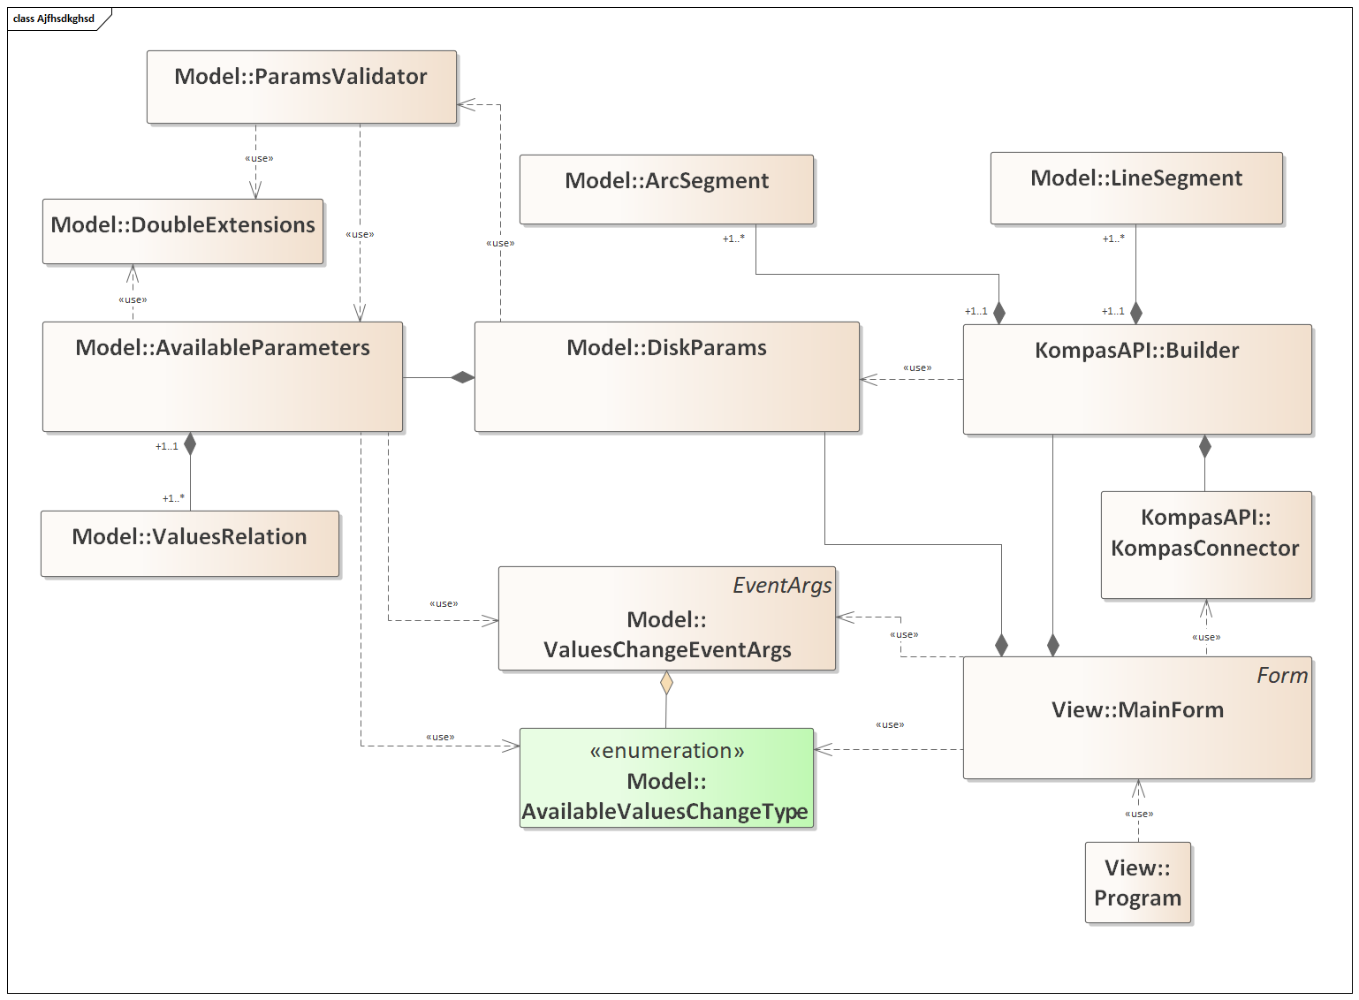 class Ajfhsdkghsd
Model::ParamsValidator
«use»
«use»
«use»
Model::ArcSegment
+1..*
Model::LineSegment
+1..*
Model::DoubleExtensions
«use»
Model::AvailableParameters
Model::DiskParams
«use»
+1..1
+1..1
KompasAPI::Builder
+1..1
+1..*
Model::ValuesRelation
KompasAPI::
KompasConnector
«use»
EventArgs
Model::
ValuesChangeEventArgs
«use»
«use»
Form
View::MainForm
«use»
«use»
«enumeration»
Model::
AvailableValuesChangeType
«use»
View::
Program